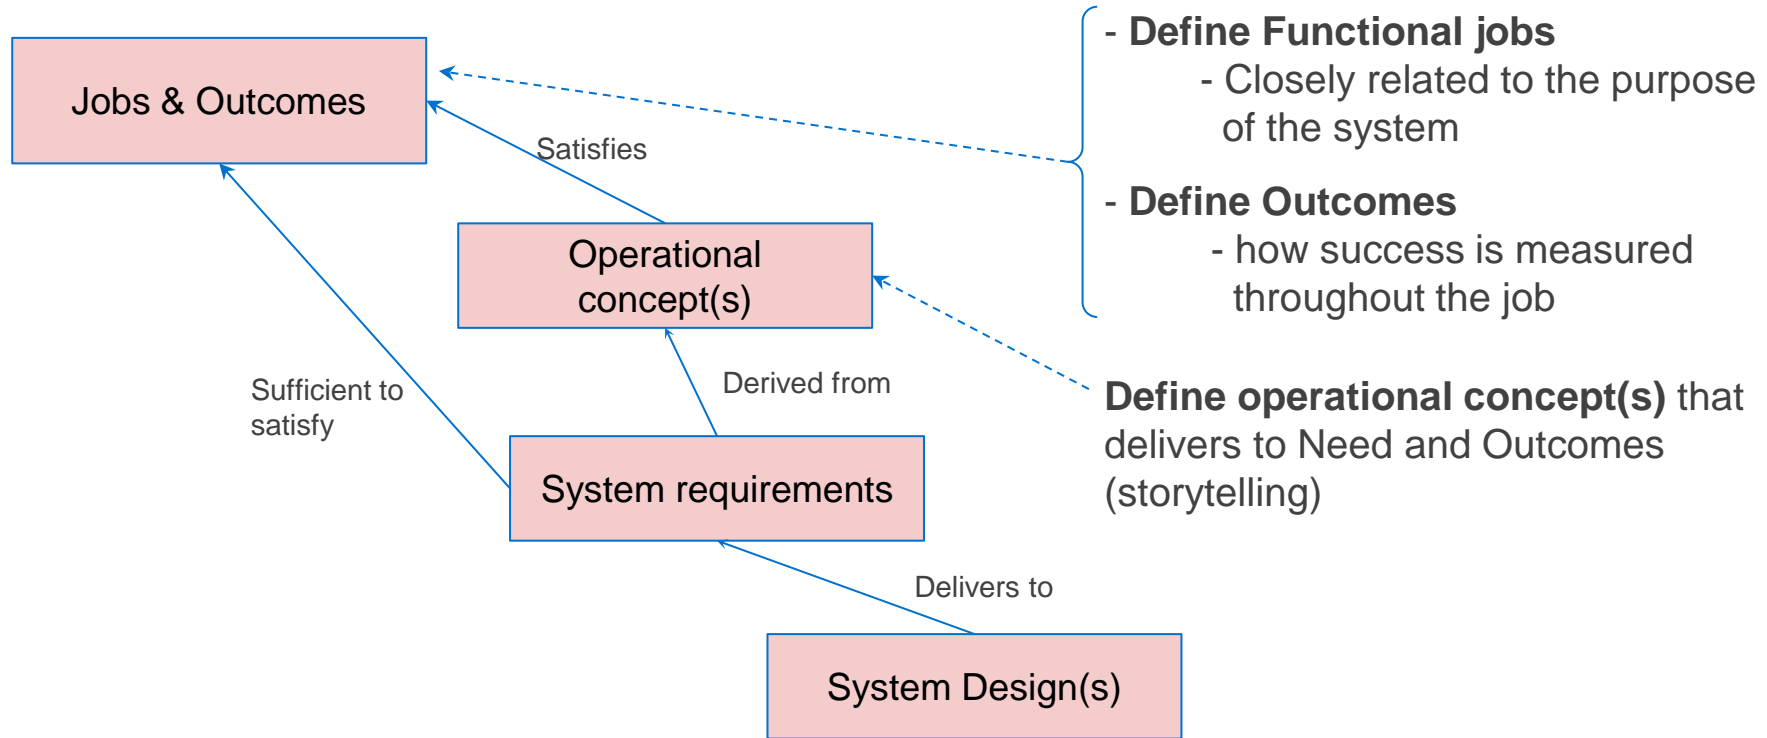 - Define Functional jobs
- Closely related to the purpose
of the system
Jobs & Outcomes
Satisfies
- Define Outcomes
- how success is measured
throughout the job
Operational
concept(s)
Sufficient to
satisfy
Derived from
Define operational concept(s) that
delivers to Need and Outcomes
(storytelling)
System requirements
Delivers to
System Design(s)